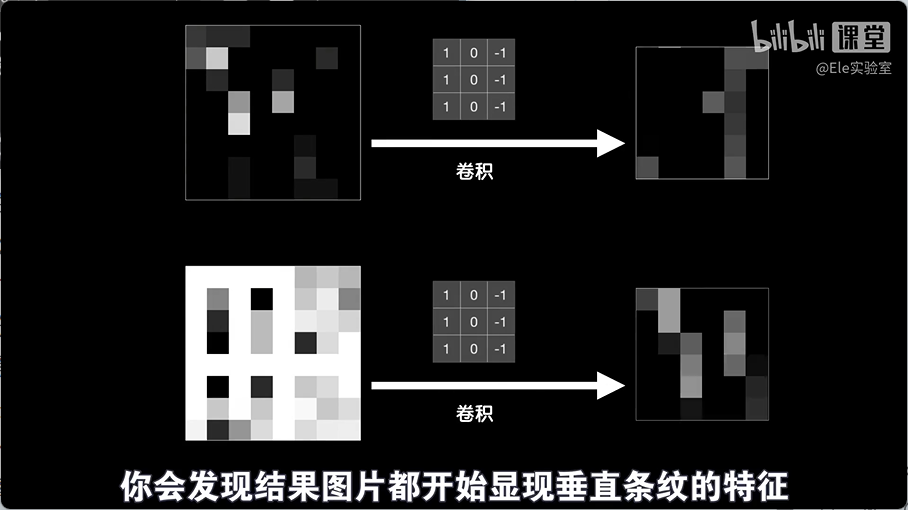 bilibili 课堂
@Ele实验室
1 0 -1
1 0 -1
1 0 -1
卷积
1 0 -1
1 0 -1
1 0 -1
卷积
你会发现结果图片都开始显现垂直条纹的特征